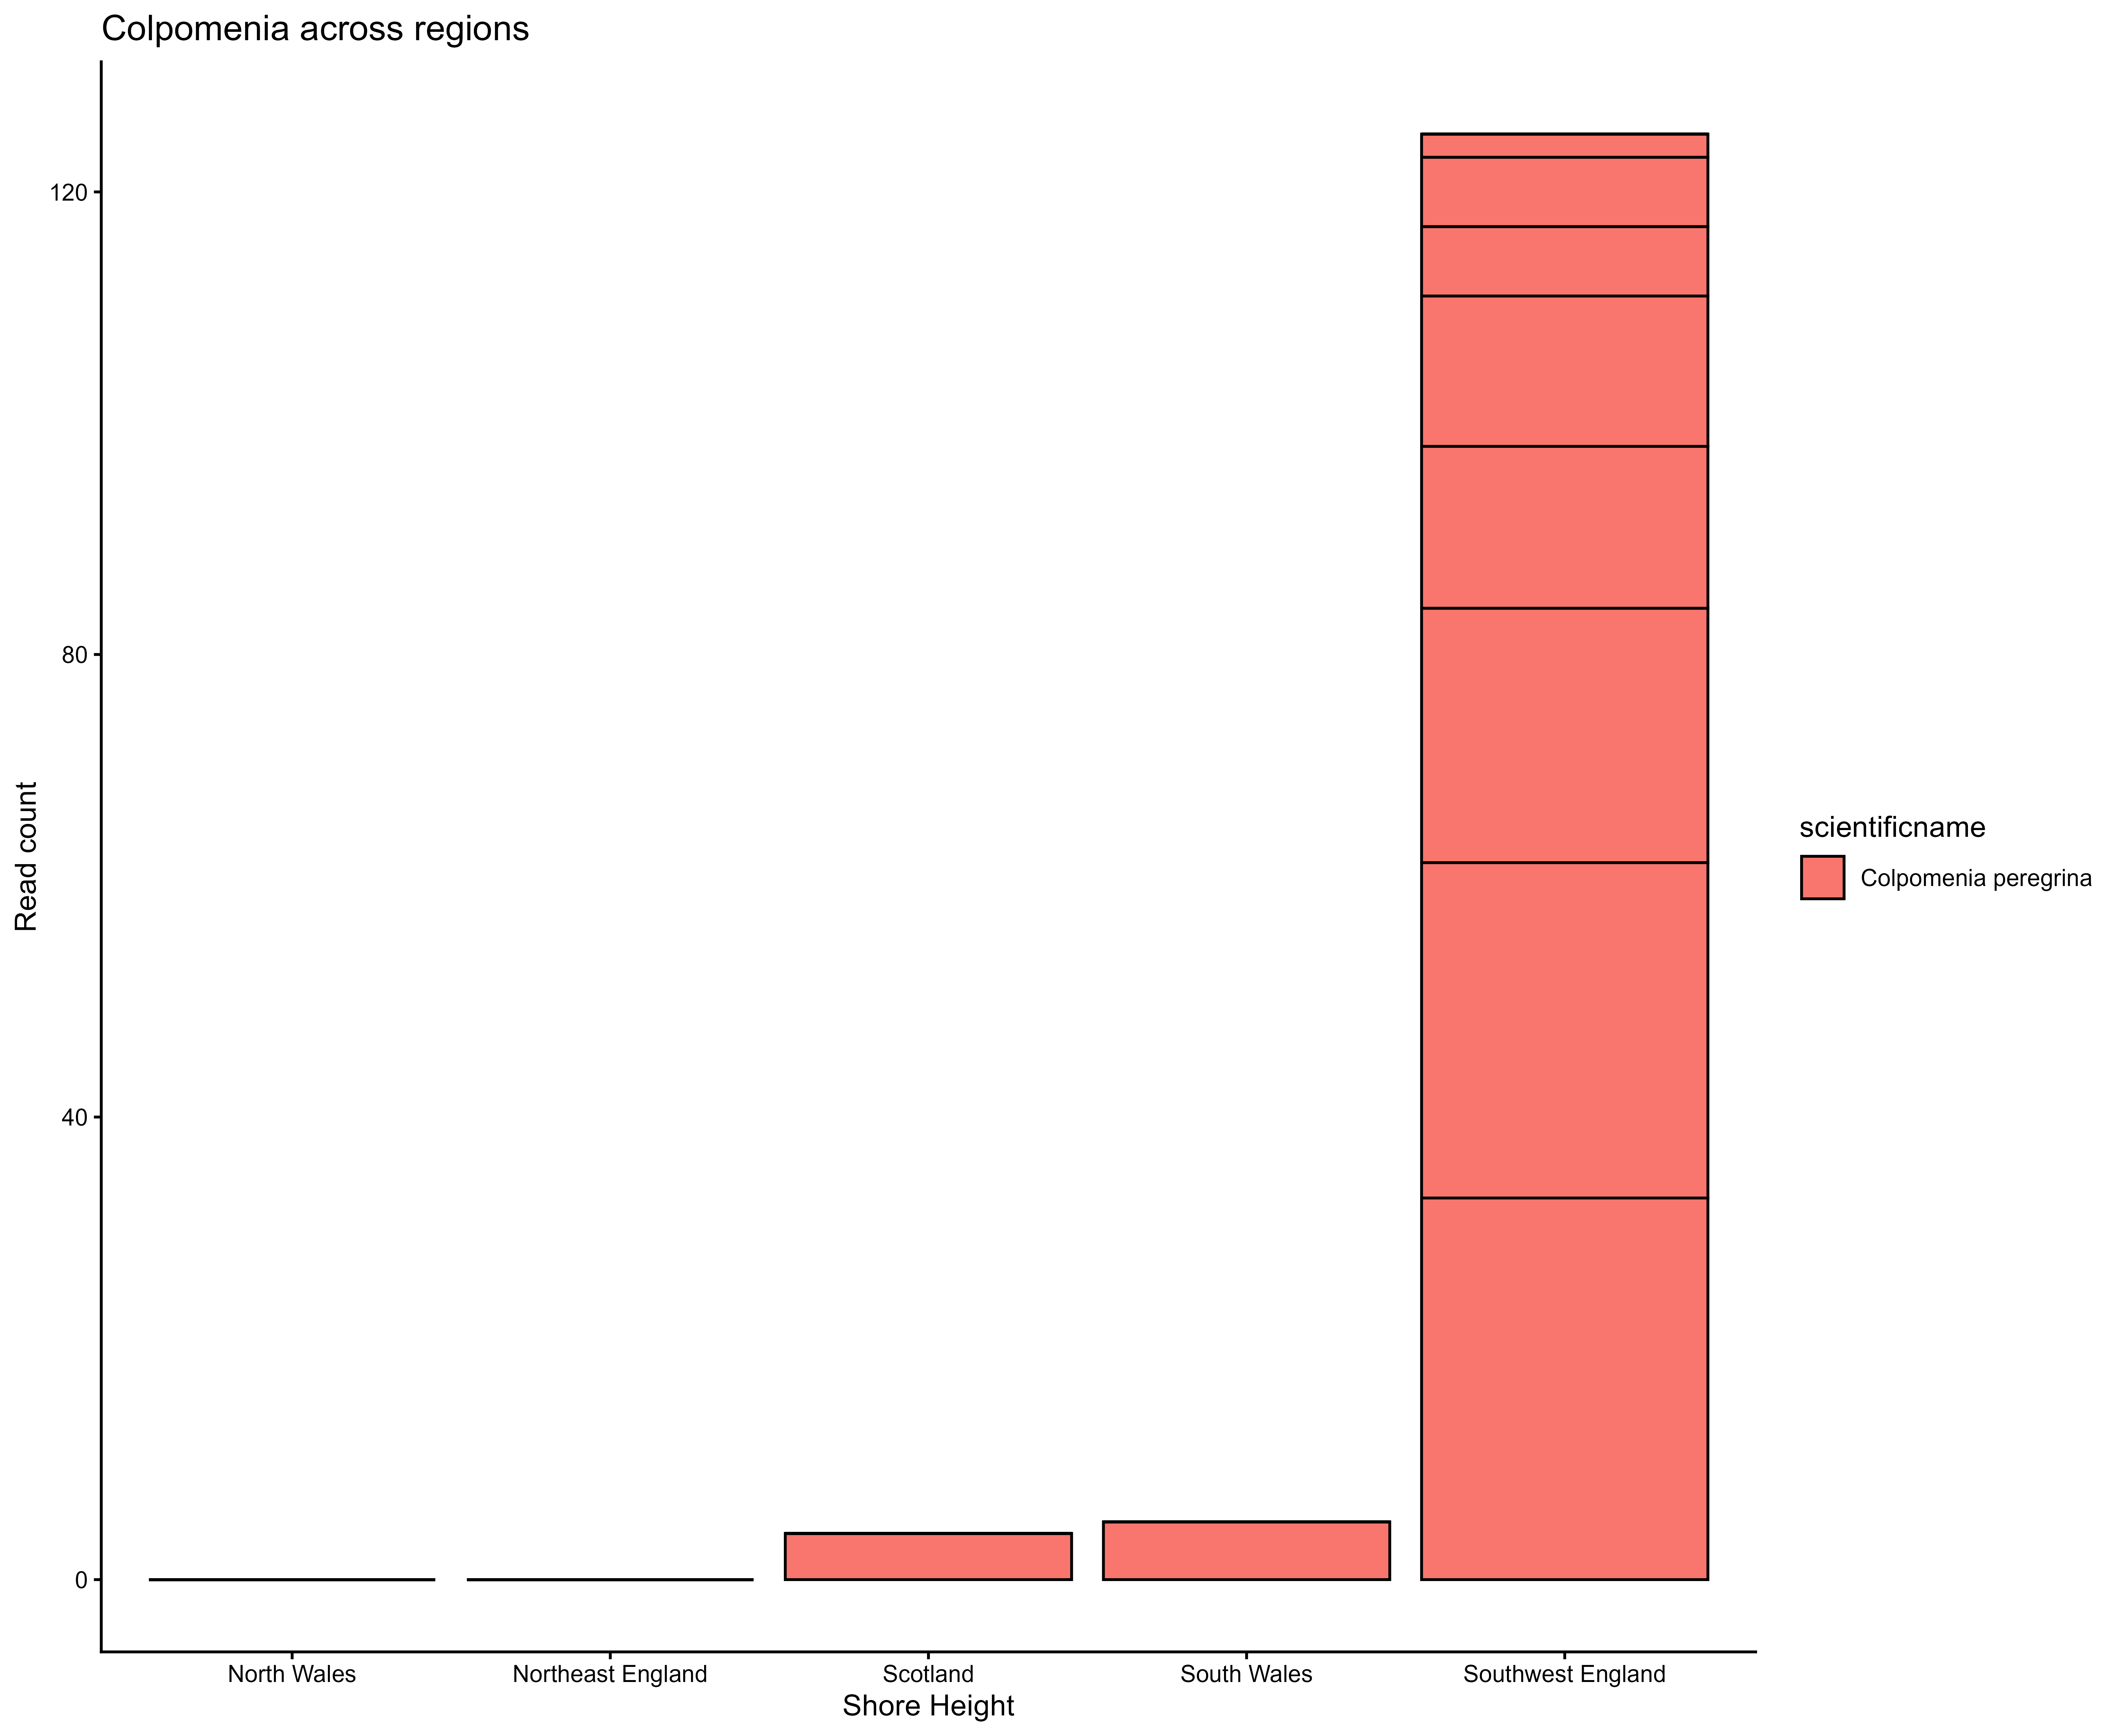 Colpomenia across regions
120
80
40
0
Read count
North Wales
Northeast England
Scotland
South Wales
Southwest England
Shore Height
scientificname
Colpomenia peregrina